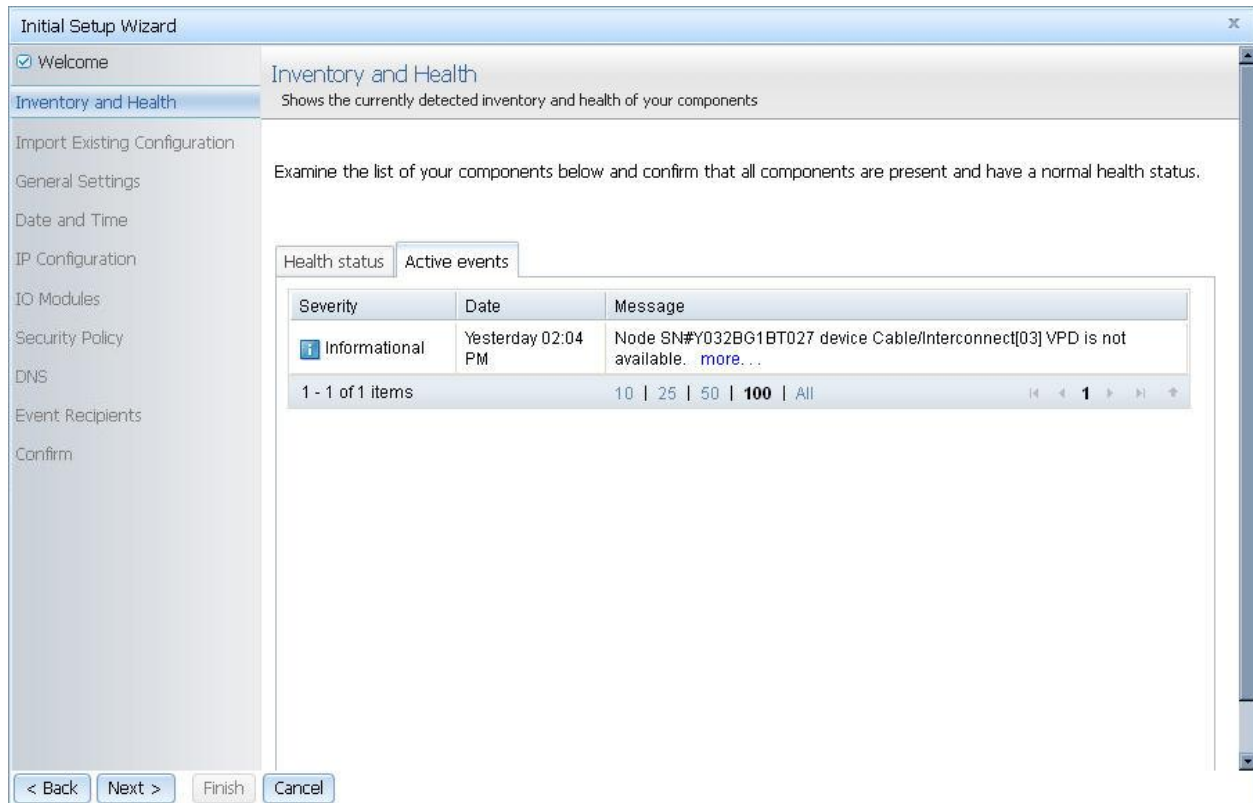 Initial Setup Wizard
x
Welcome
Inventory and Health
Import Existing Configuration
General Settings
Date and Time
IP Configuration
IO Modules
Security Policy
DNS
Event Recipients
Confirm
Inventory and Health
Shows the currently detected inventory and health of your components
Examine the list of your components below and confirm that all components are present and have a normal health status.
Health status Active events
Severity Date Message
Informational Yesterday 02:04 PM Node SN#Y032BG1BT027 device Cable/Interconnect[03] VPD is not available. more. . .
1 - 1 of 1 items 10 | 25 | 50 | 100 | All 1
< Back Next > Finish Cancel